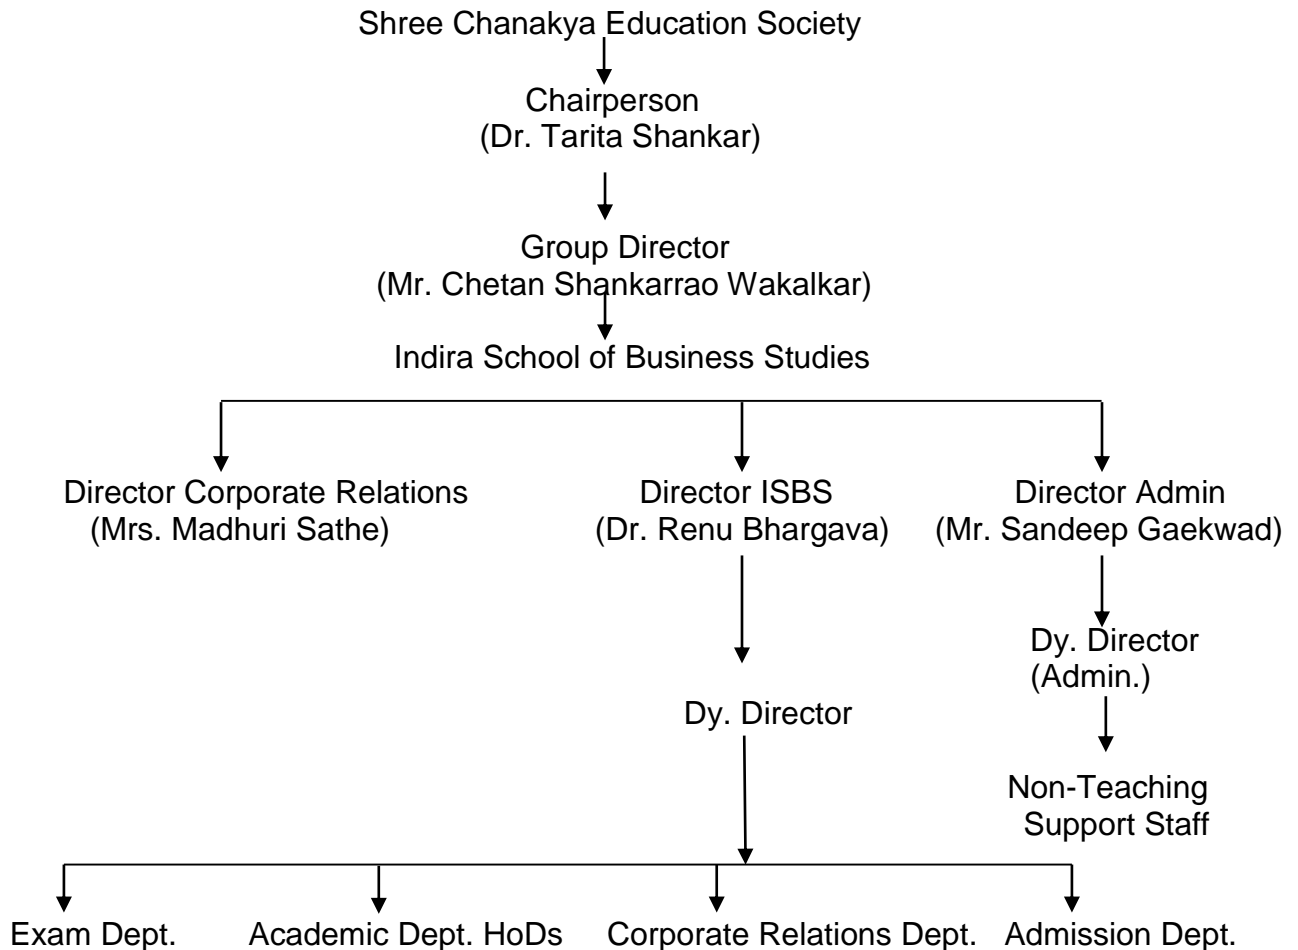 Shree Chanakya Education Society
Chairperson
(Dr. Tarita Shankar)
Group Director
(Mr. Chetan Shankarrao Wakalkar)
Indira School of Business Studies
Director Corporate Relations
(Mrs. Madhuri Sathe)
Director ISBS
(Dr. Renu Bhargava)
Director Admin
(Mr. Sandeep Gaekwad)
Dy. Director
(Admin.)
Dy. Director
Non-Teaching
Support Staff
Exam Dept.
Academic Dept. HoDs
Corporate Relations Dept.
Admission Dept.